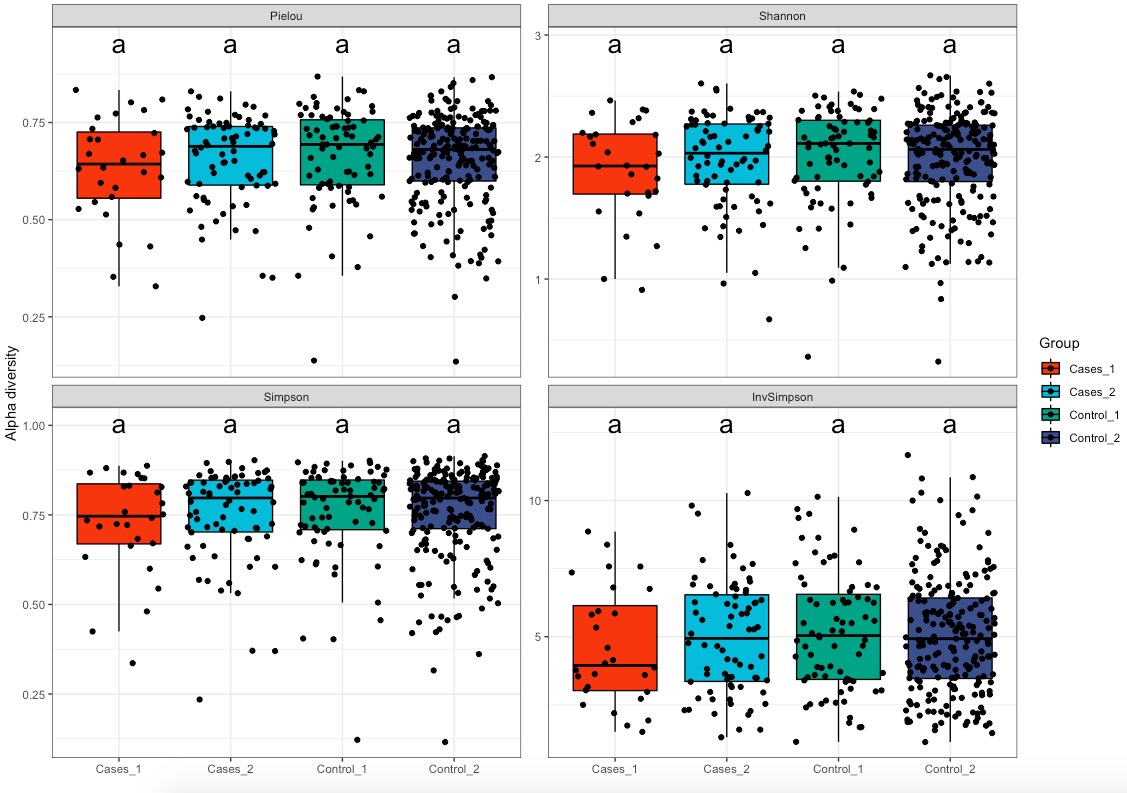 Pielou
Shannon
a a a a
a a a a
0.75
0.50
0.25
3
2
1
Alpha diversity
Simpson
InvSimpson
a a a a
a a a a
1.00
0.75
0.50
0.25
10
5
Cases_1 Cases_2 Control_1 Control_2
Cases_1 Cases_2 Control_1 Control_2
Group
Cases_1
Cases_2
Control_1
Control_2